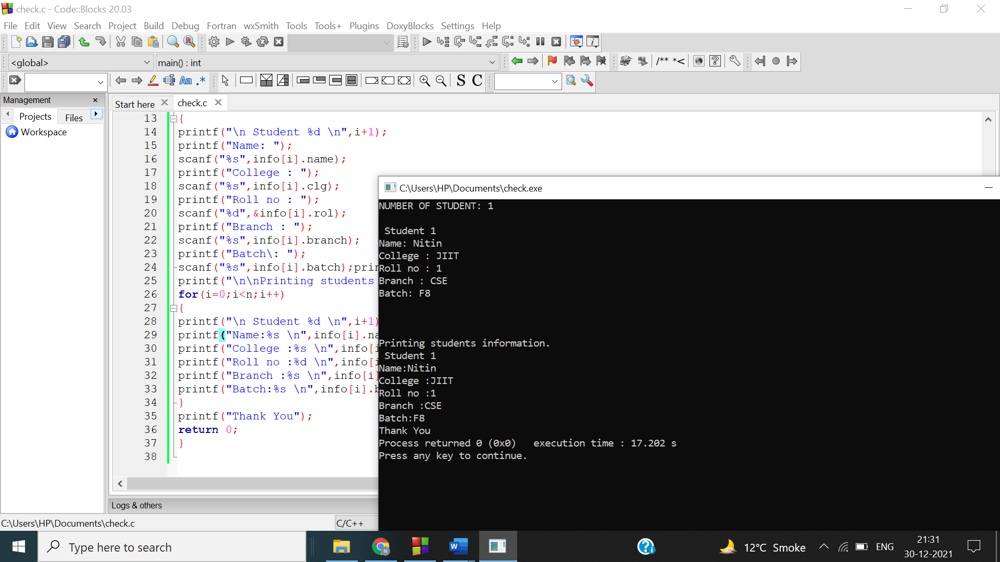 check.c - Code::Blocks 20.03
File Edit View Search Project Build Debug Fortran wxSmith Tools Tools+ Plugins DoxyBlocks Settings Help
<global> main() : int
/** *<
Aa .* S C
Management
Start here check.c
Projects Files
Workspace
13 {
14 printf("\n Student %d \n",i+1);
15 printf("Name: ");
16 scanf("%s",info[i].name);
17 printf("College : ");
18 scanf("%s",info[i].clg);
19 printf("Roll no : ");
20 scanf("%d",&info[i].rol);
21 printf("Branch : ");
22 scanf("%s",info[i].branch);
23 printf("Batch\: ");
24 scanf("%s",info[i].batch);prin
25 printf("\n\nPrinting students
26 for(i=0;i<n;i++)
27 {
28 printf("\n Student %d \n",i+1)
29 printf("Name:%s \n",info[i].na
30 printf("College :%s \n",info[i
31 printf("Roll no :%d \n",info[i
32 printf("Branch :%s \n",info[i]
33 printf("Batch:%s \n",info[i].b
34 }
35 printf("Thank You");
36 return 0;
37 }
38
Logs & others
C:\Users\HP\Documents\check.c C/C++
C:\Users\HP\Documents\check.exe
NUMBER OF STUDENT: 1
Student 1
Name: Nitin
College : JIIT
Roll no : 1
Branch : CSE
Batch: F8
Printing students information.
Student 1
Name:Nitin
College :JIIT
Roll no :1
Branch :CSE
Batch:F8
Thank You
Process returned 0 (0x0) execution time : 17.202 s
Press any key to continue.
Type here to search
12°C Smoke ENG
21:31
30-12-2021